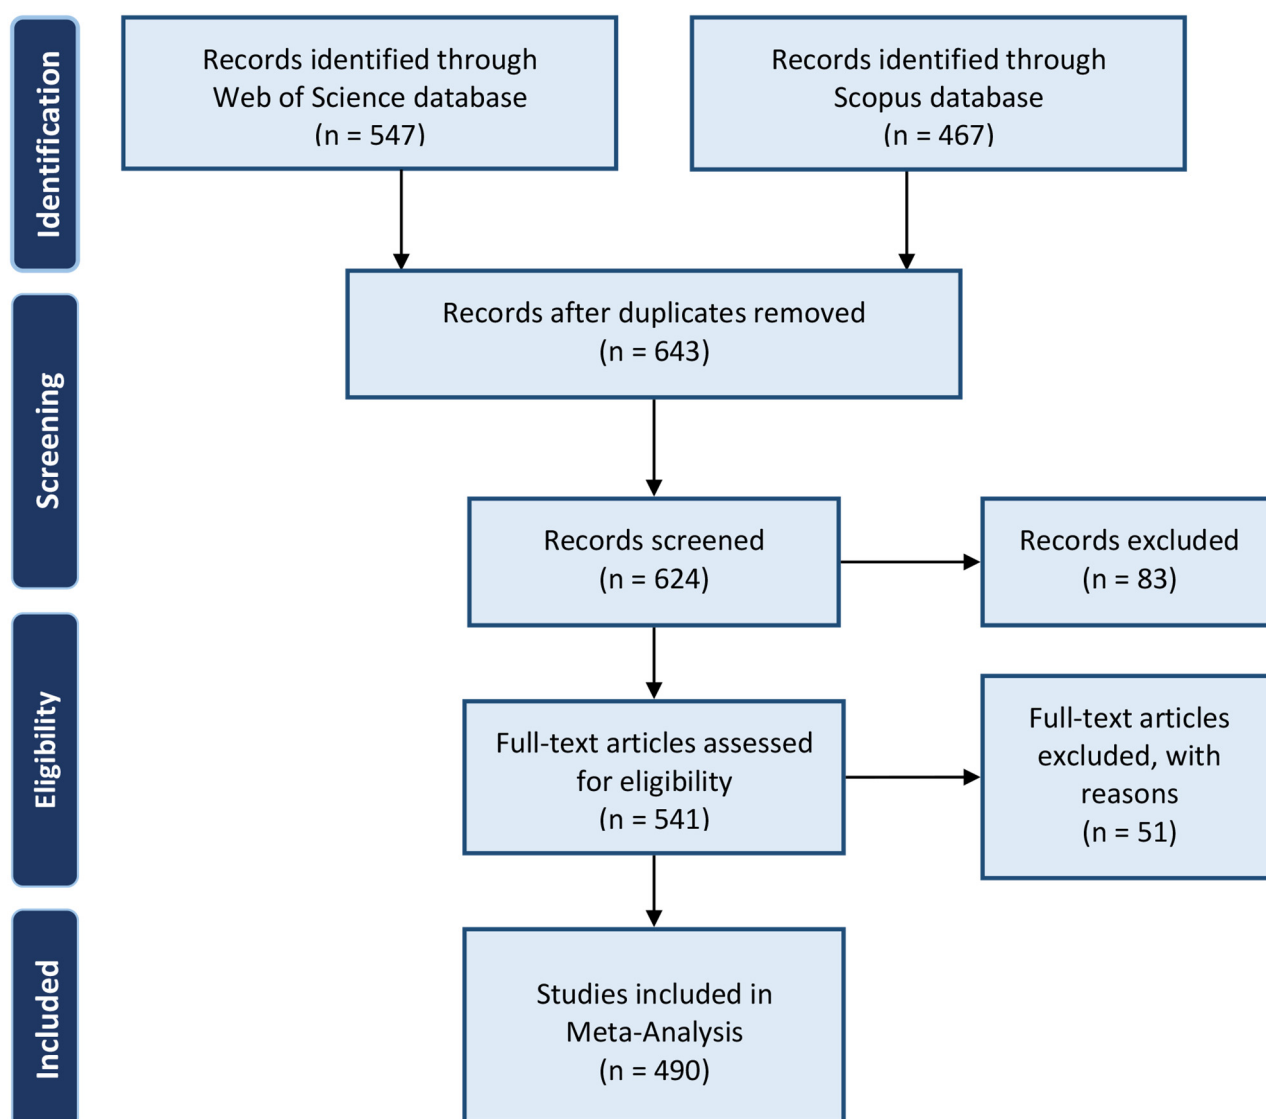 Identification
Records identified through
Web of Science database
(n = 547)
Records identified through
Scopus database
(n = 467)
Screening
Records after duplicates removed
(n = 643)
Records screened
(n = 624)
Records excluded
(n = 83)
Eligibility
Full-text articles assessed
for eligibility
(n = 541)
Full-text articles
excluded, with
reasons
(n = 51)
Included
Studies included in
Meta-Analysis
(n = 490)